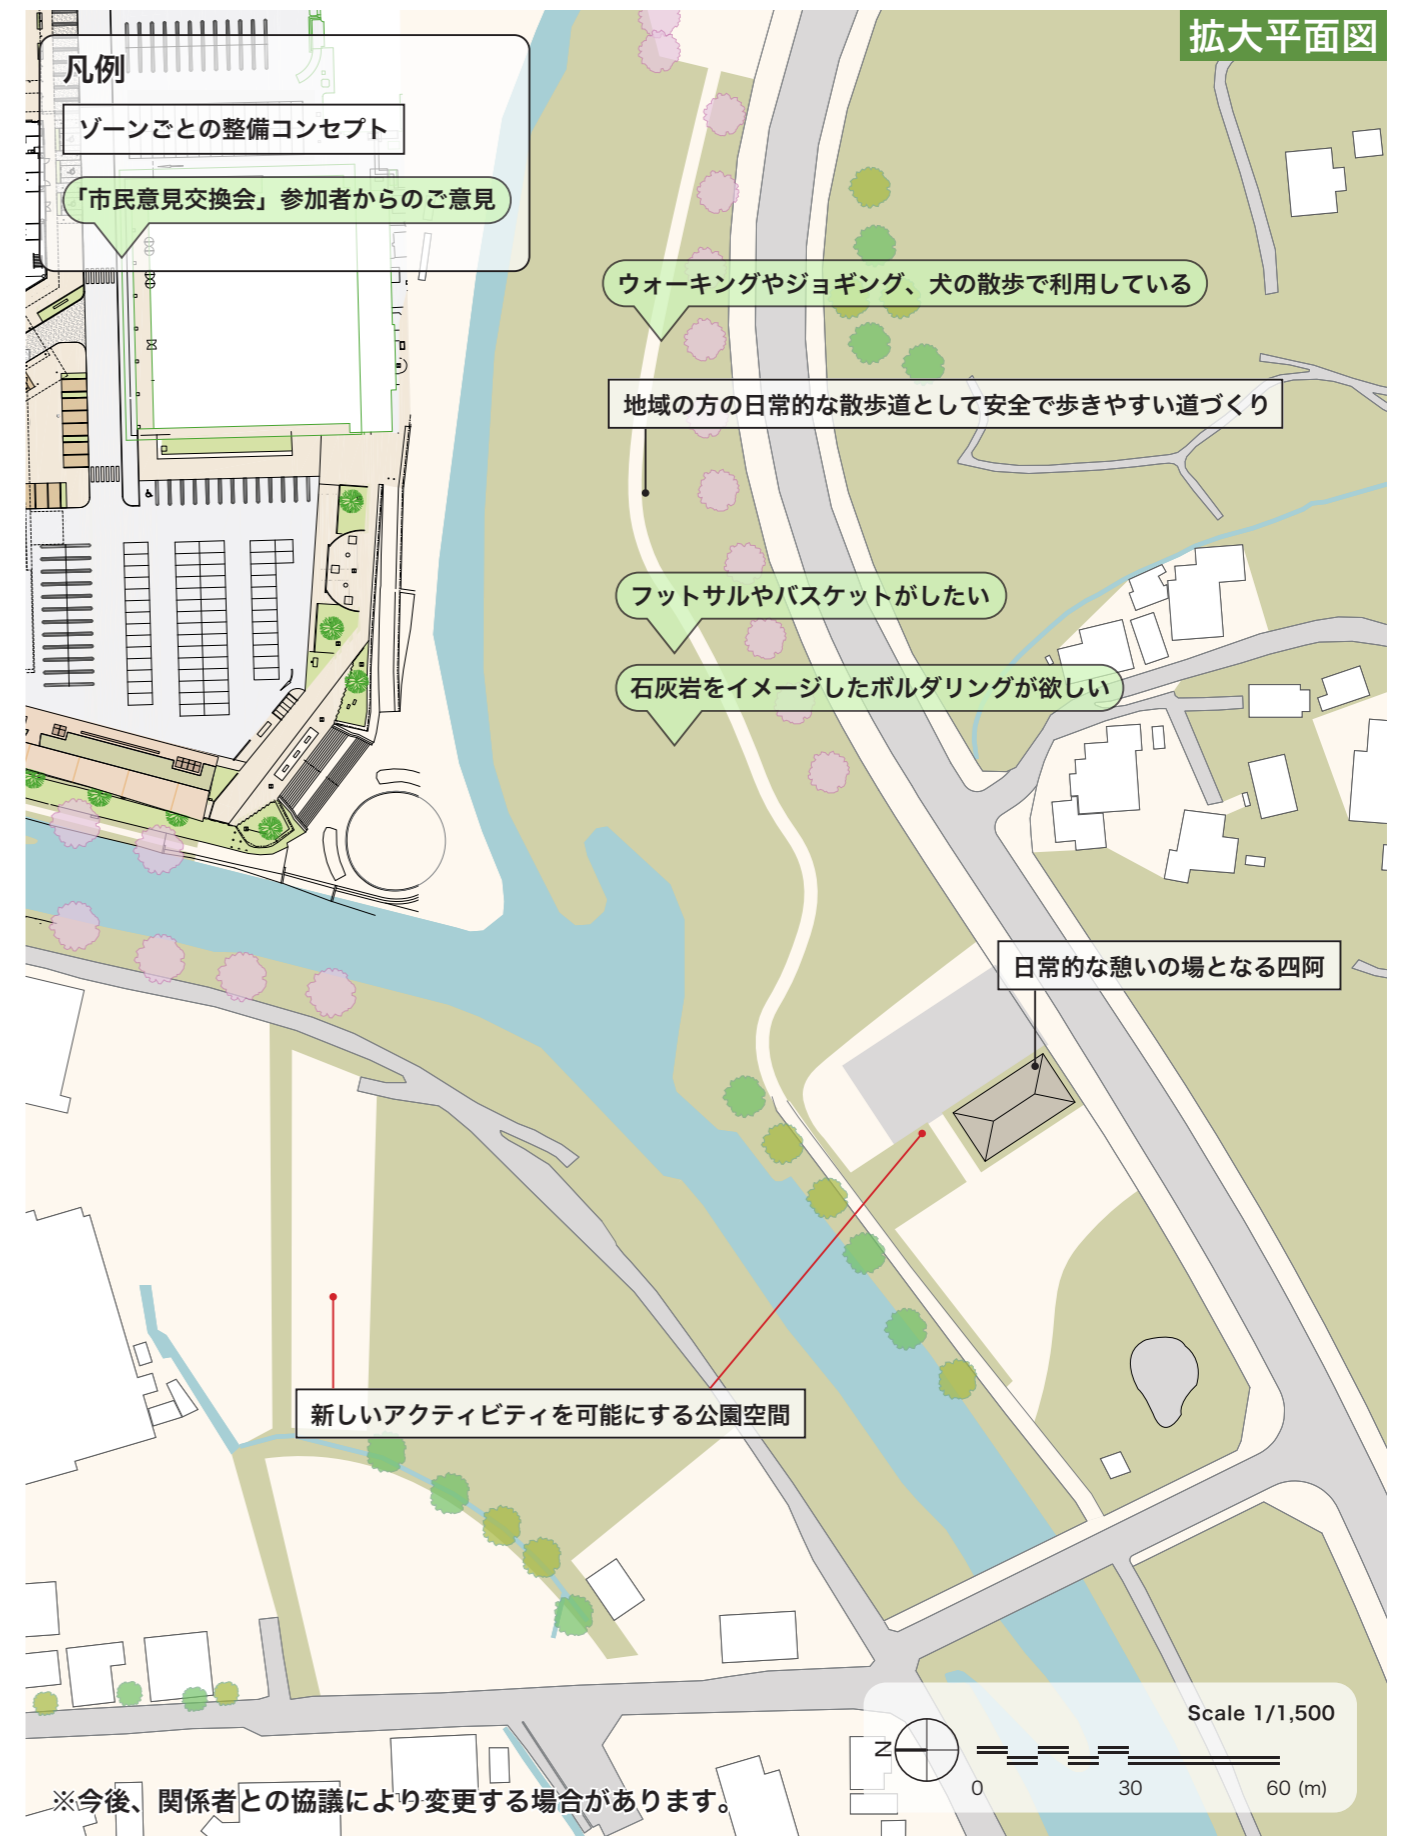 拡大平面図
凡例
ゾーンごとの整備コンセプト
「市民意見交換会」参加者からのご意見
ウォーキングやジョギング、犬の散歩で利用している
地域の方の日常的な散歩道として安全で歩きやすい道づくり
フットサルやバスケットがしたい
石灰岩をイメージしたボルダリングが欲しい
日常的な憩いの場となる四阿
新しいアクティビティを可能にする公園空間
Scale 1/1,500
N
0 30 60 (m)
※今後、関係者との協議により変更する場合があります。